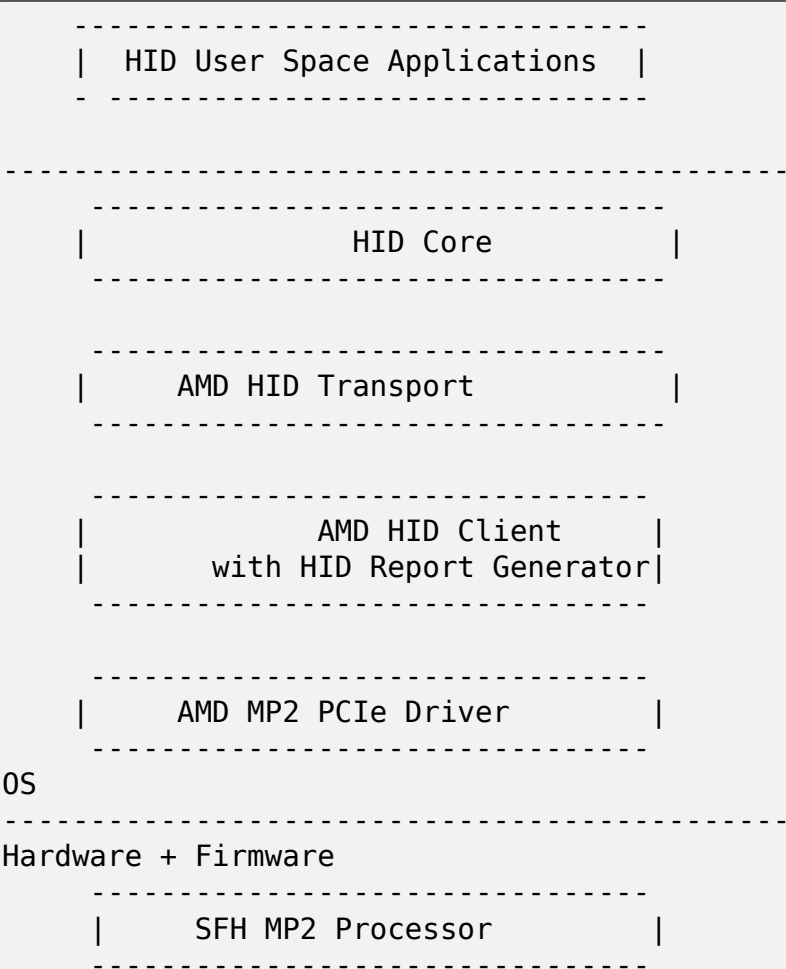 ---------------------------------
|  HID User Space Applications  |
- -------------------------------
---------------------------------------------
---------------------------------
|               HID Core          |
---------------------------------
---------------------------------
|     AMD HID Transport           |
---------------------------------
--------------------------------
|             AMD HID Client     |
|       with HID Report Generator|
--------------------------------
--------------------------------
|     AMD MP2 PCIe Driver        |
--------------------------------
OS
---------------------------------------------
Hardware + Firmware
--------------------------------
|     SFH MP2 Processor         |
--------------------------------